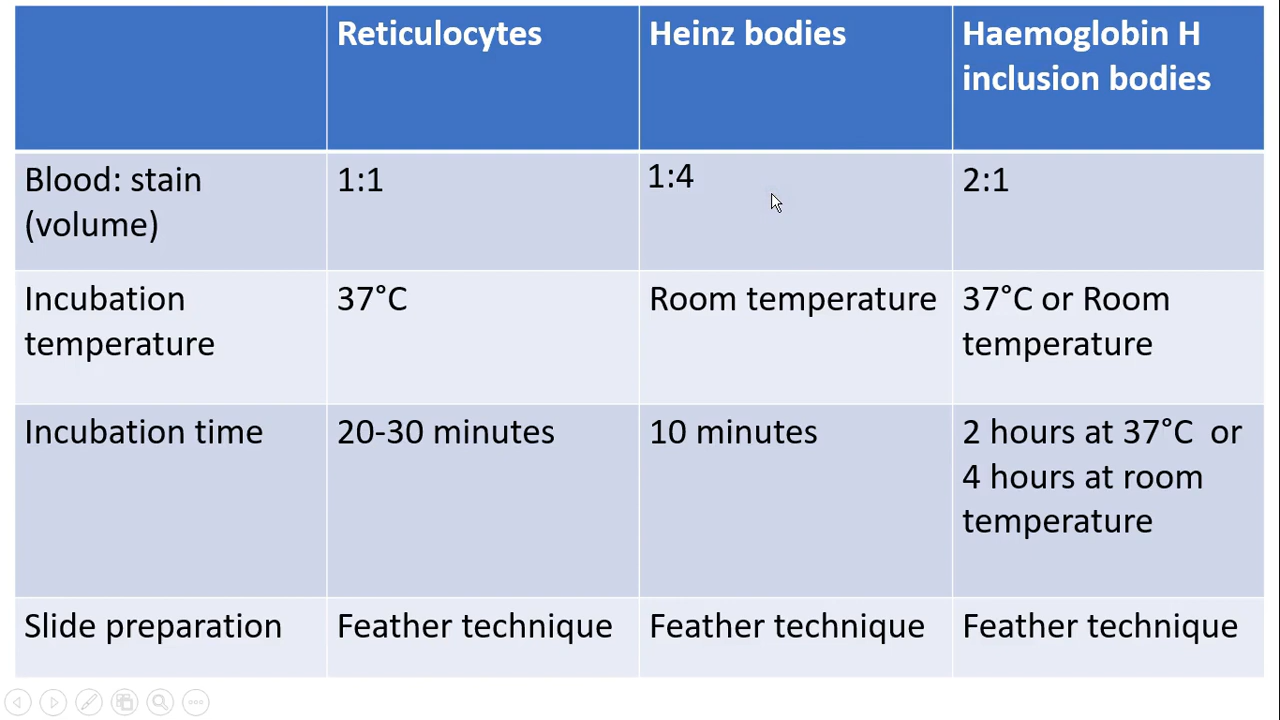 Reticulocytes
Heinz bodies
Haemoglobin H
inclusion bodies
Blood: stain
(volume)
1:1
1:4
2:1
Incubation
temperature
37°C
Room temperature
37°C or Room
temperature
Incubation time
20-30 minutes
10 minutes
2 hours at 37°C or
4 hours at room
temperature
Slide preparation
Feather technique
Feather technique
Feather technique